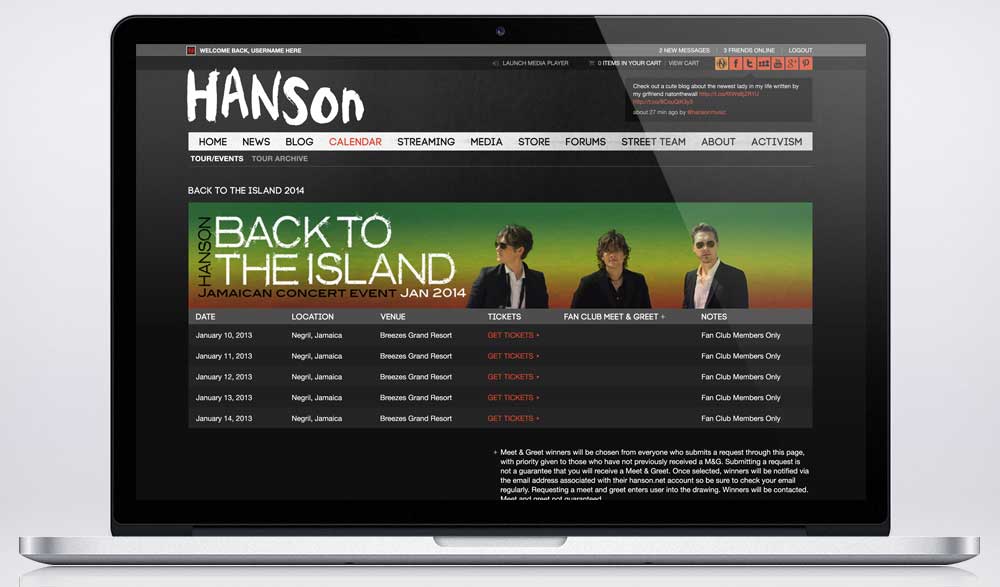 WELCOME BACK, USERNAME HERE
2 NEW MESSAGES
3 FRIENDS ONLINE
LOGOUT
LAUNCH MEDIA PLAYER
0 ITEMS IN YOUR CART
VIEW CART
HANSON
Check out a cute blog about the newest lady in my life written by
my girlfriend natonthewall
about 27 min ago by @hansonmusic
HOME NEWS BLOG CALENDAR STREAMING MEDIA STORE FORUMS STREET TEAM ABOUT ACTIVISM
TOUR/EVENTS TOUR ARCHIVE
BACK TO THE ISLAND 2014
HANSON
BACK TO
THE ISLAND
JAMAICAN CONCERT EVENT JAN 2014
DATE LOCATION VENUE TICKETS FAN CLUB MEET & GREET + NOTES
January 10, 2013 Negril, Jamaica Breezes Grand Resort GET TICKETS + Fan Club Members Only
January 11, 2013 Negril, Jamaica Breezes Grand Resort GET TICKETS + Fan Club Members Only
January 12, 2013 Negril, Jamaica Breezes Grand Resort GET TICKETS + Fan Club Members Only
January 13, 2013 Negril, Jamaica Breezes Grand Resort GET TICKETS + Fan Club Members Only
January 14, 2013 Negril, Jamaica Breezes Grand Resort GET TICKETS + Fan Club Members Only
+ Meet & Greet winners will be chosen from everyone who submits a request through this page,
with priority given to those who have not previously received a M&G. Submitting a request is
not a guarantee that you will receive a Meet & Greet. Once selected, winners will be notified via
the email address associated with their hanson.net account so be sure to check your email
regularly. Requesting a meet and greet enters user into the drawing. Winners will be contacted.
Meet and greet not guaranteed